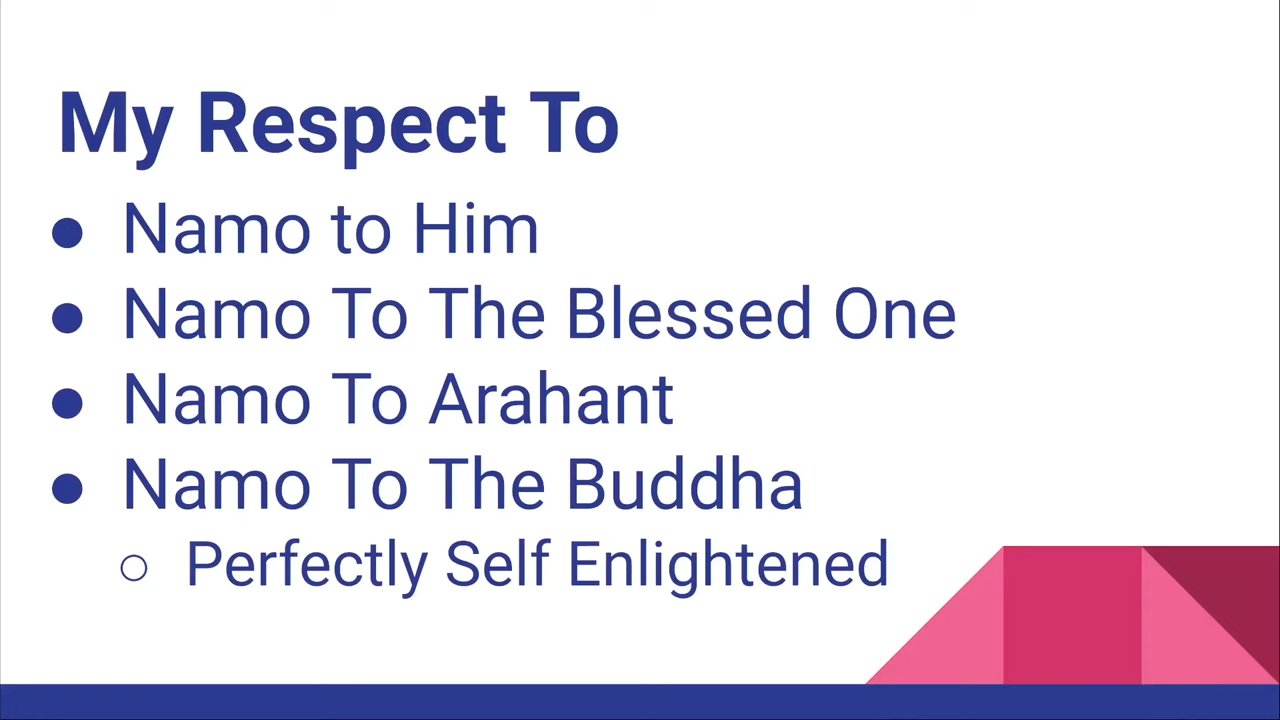 My Respect To
● Namo to Him
● Namo To The Blessed One
● Namo To Arahant
● Namo To The Buddha
○ Perfectly Self Enlightened